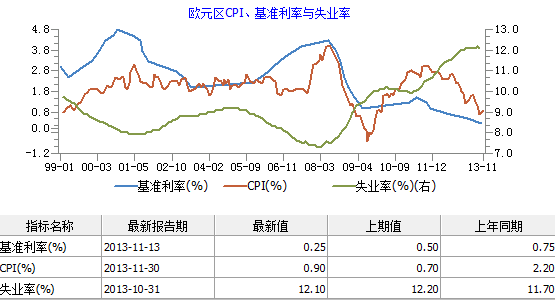 欧元区CPI、基准利率与失业率
4.8 13.0
3.8 12.0
2.8 11.0
1.8 10.0
0.8 9.0
0.8 8.0
-1.2 7.0
99-01 00-03 01-05 02-10 04-02 05-09 06-11 08-03 09-04 10-09 11-12 13-11
基准利率(%) CPI(%) 失业率(%)(右)
指标名称 最新报告期 最新值 上期值 上年同期
基准利率(%) 2013-11-13 0.25 0.50 0.75
CPI(%) 2013-11-30 0.90 0.70 2.20
失业率(%) 2013-10-31 12.10 12.20 11.70